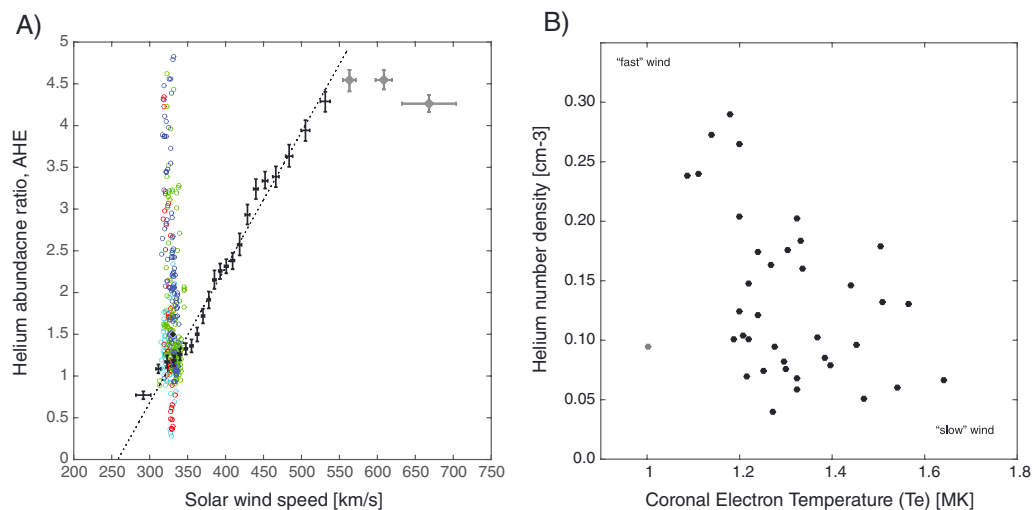 A)
5
4.5
4
3.5
3
2.5
2
1.5
1
0.5
0
Helium abundacne ratio, AHE
200 250 300 350 400 450 500 550 600 650 700 750
Solar wind speed [km/s]
B)
"fast" wind
0.30
0.25
0.20
0.15
0.10
0.05
0.0
Helium number density [cm-3]
"slow" wind
1 1.2 1.4 1.6 1.8
Coronal Electron Temperature (Te) [MK]